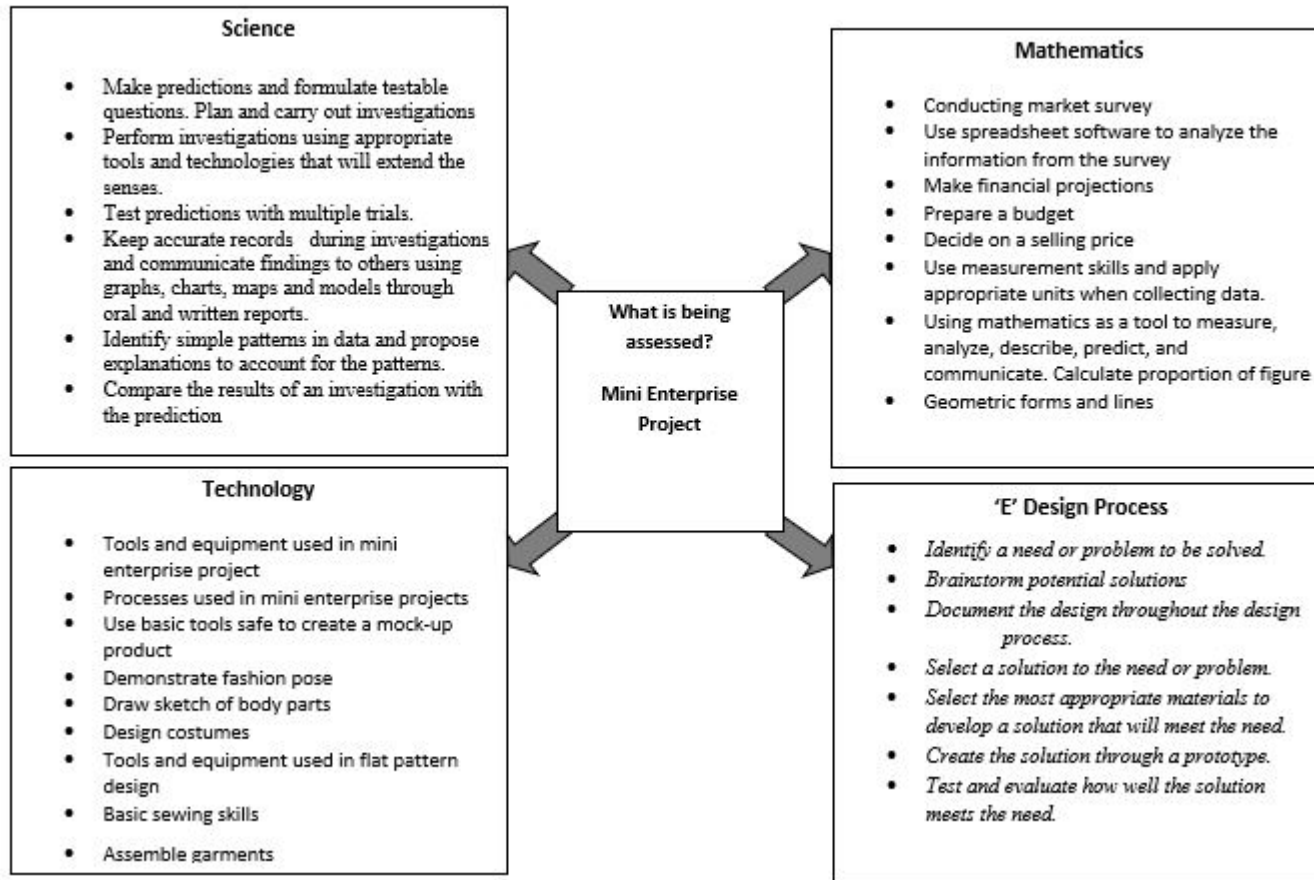 Science
• Make predictions and formulate testable
questions. Plan and carry out investigations
• Perform investigations using appropriate
tools and technologies that will extend the
senses.
• Test predictions with multiple trials.
• Keep accurate records during investigations
and communicate findings to others using
graphs, charts, maps and models through
oral and written reports.
• Identify simple patterns in data and propose
explanations to account for the patterns.
• Compare the results of an investigation with
the prediction
Mathematics
• Conducting market survey
• Use spreadsheet software to analyze the
information from the survey
• Make financial projections
• Prepare a budget
• Decide on a selling price
• Use measurement skills and apply
appropriate units when collecting data.
• Using mathematics as a tool to measure,
analyze, describe, predict, and
communicate. Calculate proportion of figure
• Geometric forms and lines
What is being
assessed?
Mini Enterprise
Project
Technology
• Tools and equipment used in mini
enterprise project
• Processes used in mini enterprise projects
• Use basic tools safe to create a mock-up
product
• Demonstrate fashion pose
• Draw sketch of body parts
• Design costumes
• Tools and equipment used in flat pattern
design
• Basic sewing skills
• Assemble garments
‘E’ Design Process
• Identify a need or problem to be solved.
• Brainstorm potential solutions
• Document the design throughout the design
process.
• Select a solution to the need or problem.
• Select the most appropriate materials to
develop a solution that will meet the need.
• Create the solution through a prototype.
• Test and evaluate how well the solution
meets the need.